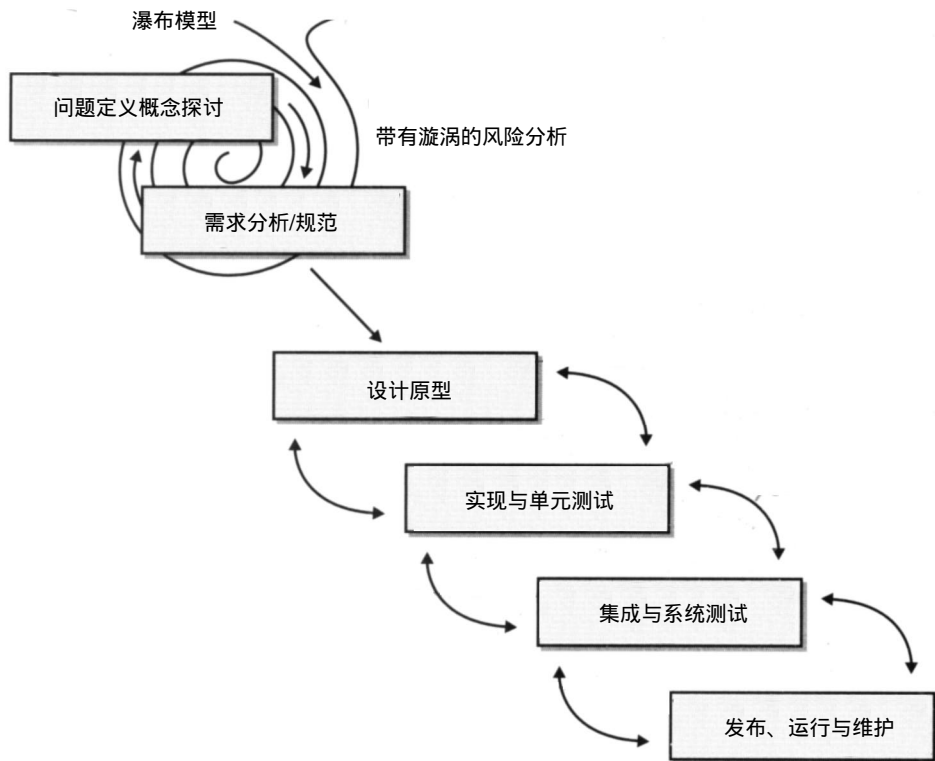 瀑布模型
问题定义概念探讨
带有漩涡的风险分析
需求分析/规范
设计原型
实现与单元测试
集成与系统测试
发布、运行与维护